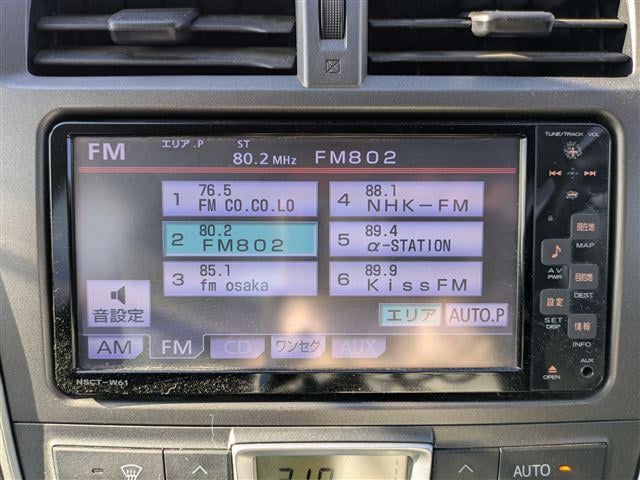 FM エリア.P ST 80.2 MHz FM802
TUNE/TRACK VOL
1 76.5 FM CO.CO.LO
4 88.1 NHK-FM
2 80.2 FM802
5 89.4 α-STATION
3 85.1 fm osaka
6 89.9 KissFM
音設定
エリア AUTO.P
AM FM CD ワンセグ AUX
NSCT-W61
現在地
MAP
AV PWR
目的地
DEST
設定
SET DISP
情報
INFO
AUX
OPEN
21.0
AUTO